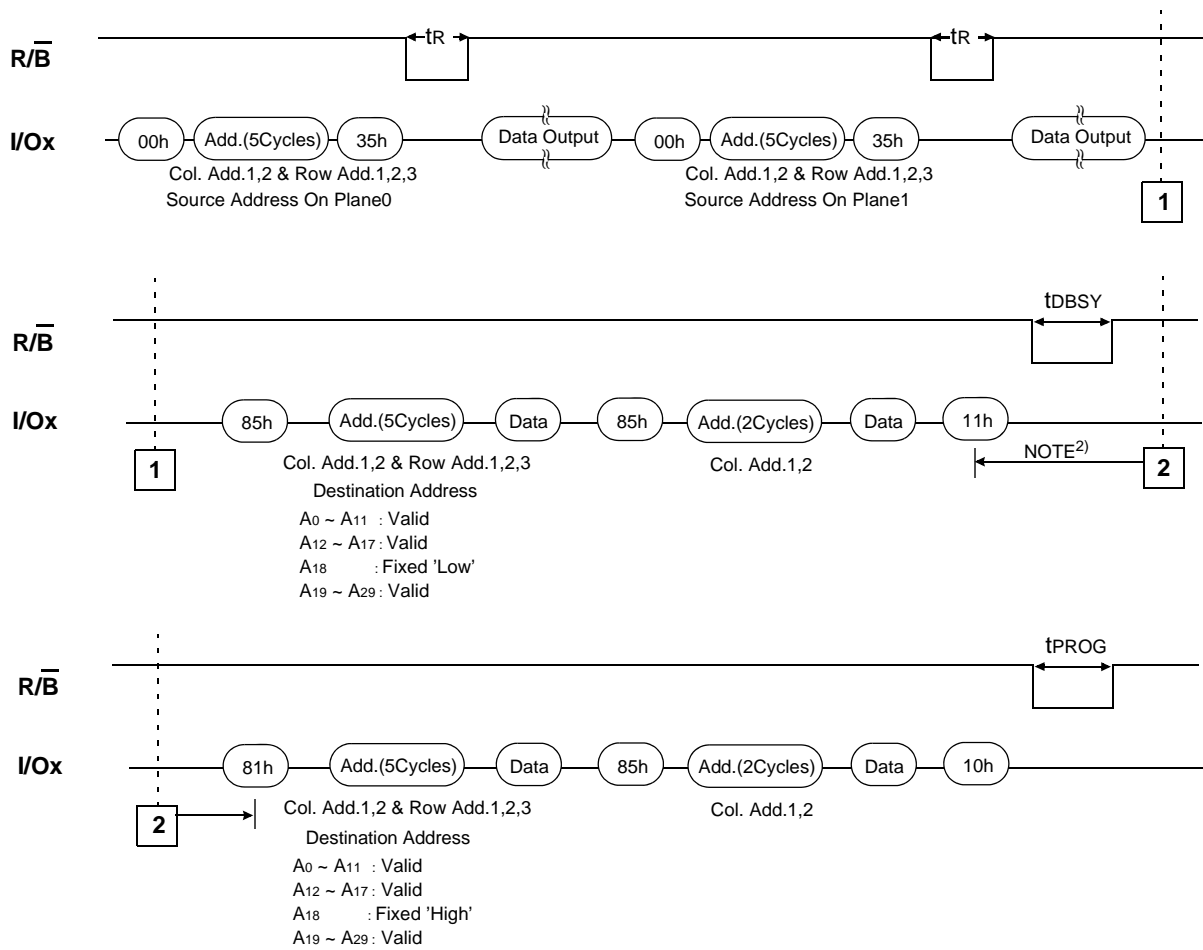 tR tR
R/B
I/Ox 00h Add.(5Cycles) 35h Data Output 00h Add.(5Cycles) 35h Data Output
Col. Add.1,2 & Row Add.1,2,3 Col. Add.1,2 & Row Add.1,2,3
Source Address On Plane0 Source Address On Plane1
1
tDBSY
R/B
I/Ox 85h Add.(5Cycles) Data 85h Add.(2Cycles) Data 11h
NOTE2)
1 Col. Add.1,2 & Row Add.1,2,3 Col. Add.1,2 2
Destination Address
A0 ~ A11 : Valid
A12 ~ A17 : Valid
A18 : Fixed 'Low'
A19 ~ A29 : Valid
tPROG
R/B
I/Ox 81h Add.(5Cycles) Data 85h Add.(2Cycles) Data 10h
2 Col. Add.1,2 & Row Add.1,2,3 Col. Add.1,2
Destination Address
A0 ~ A11 : Valid
A12 ~ A17 : Valid
A18 : Fixed 'High'
A19 ~ A29 : Valid